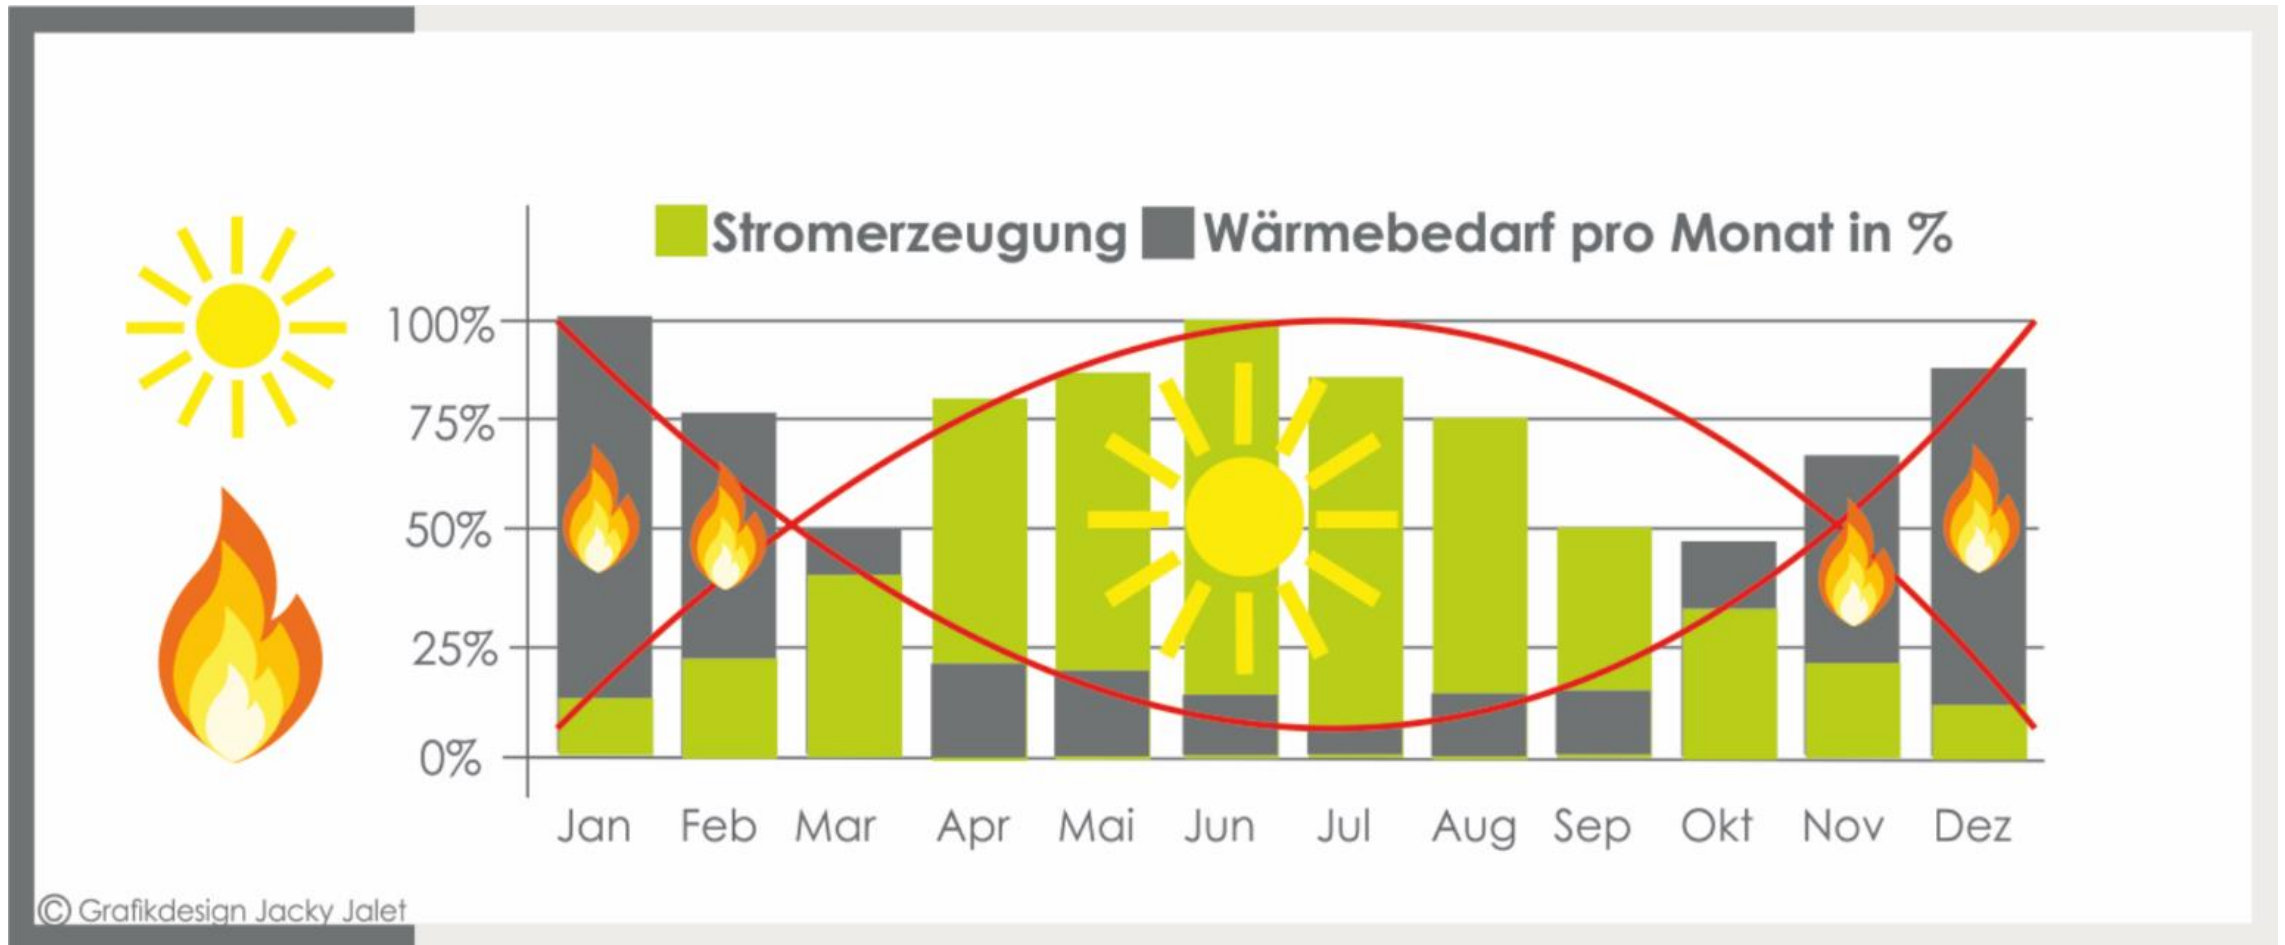 Stromerzeugung Wärmebedarf pro Monat in %
100%
75%
50%
25%
0%
Jan Feb Mar Apr Mai Jun Jul Aug Sep Okt Nov Dez
© Grafikdesign Jacky Jalet